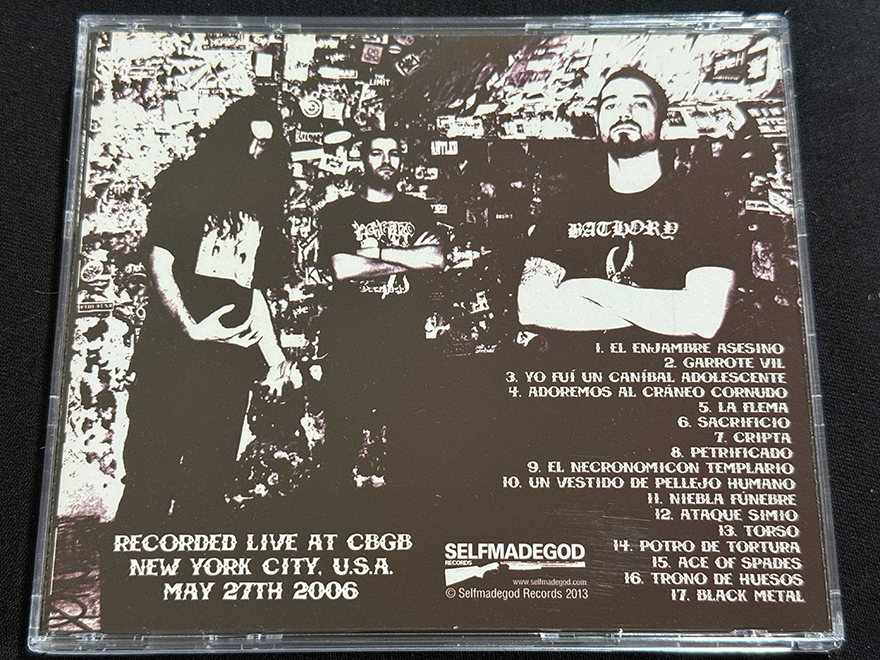 THE LIMIT
ANTLER
BATHORY
1. EL ENJAMBRE ASESINO
2. GARROTE VIL
3. YO FUÍ UN CANÍBAL ADOLESCENTE
4. ADOREMOS AL CRÁNEO CORNUDO
5. LA FLEMA
6. SACRIFICIO
7. CRIPTA
8. PETRIFICADO
9. EL NECRONOMICON TEMPLARIO
10. UN VESTIDO DE PELLEJO HUMANO
11. NIEBLA FÚNEBRE
12. ATAQUE SIMIO
13. TORSO
14. POTRO DE TORTURA
15. ACE OF SPADES
16. TRONO DE HUESOS
17. BLACK METAL
RECORDED LIVE AT CBGB
NEW YORK CITY, U.S.A.
MAY 27TH 2006
SELFMADEGOD
RECORDS
www.selfmadegod.com
© Selfmadegod Records 2013